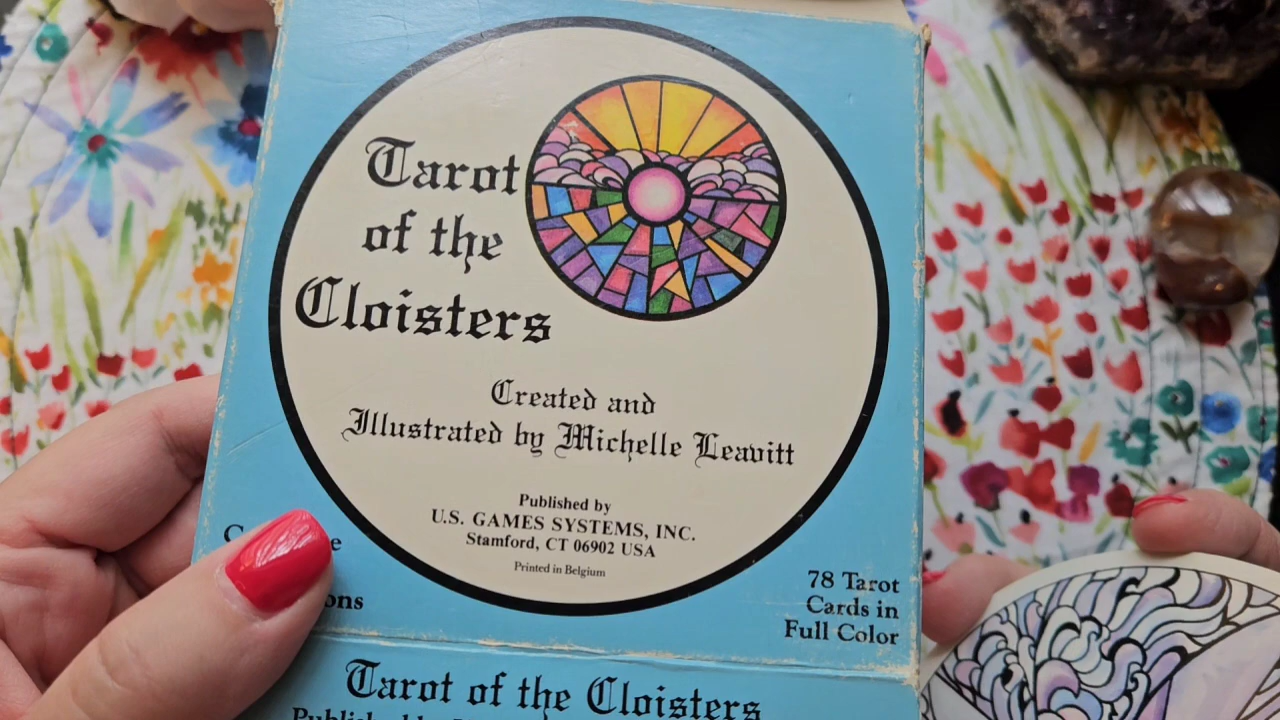 Tarot
of the
Cloisters
Created and
Illustrated by Michelle Leavitt
Published by
U.S. GAMES SYSTEMS, INC.
Stamford, CT 06902 USA
Printed in Belgium
78 Tarot
Cards in
Full Color
Tarot of the Cloisters